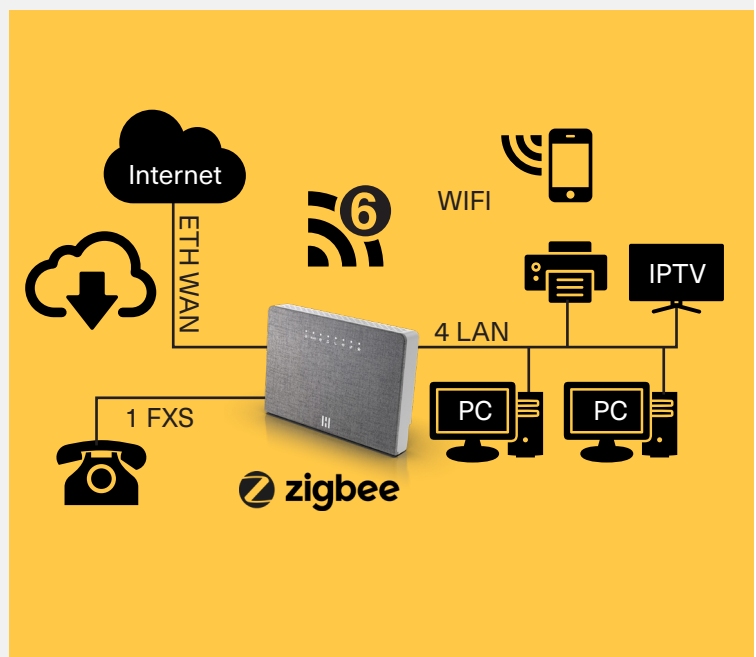 Internet
ETH WAN
6
WIFI
IPTV
4 LAN
PC
PC
1 FXS
zigbee